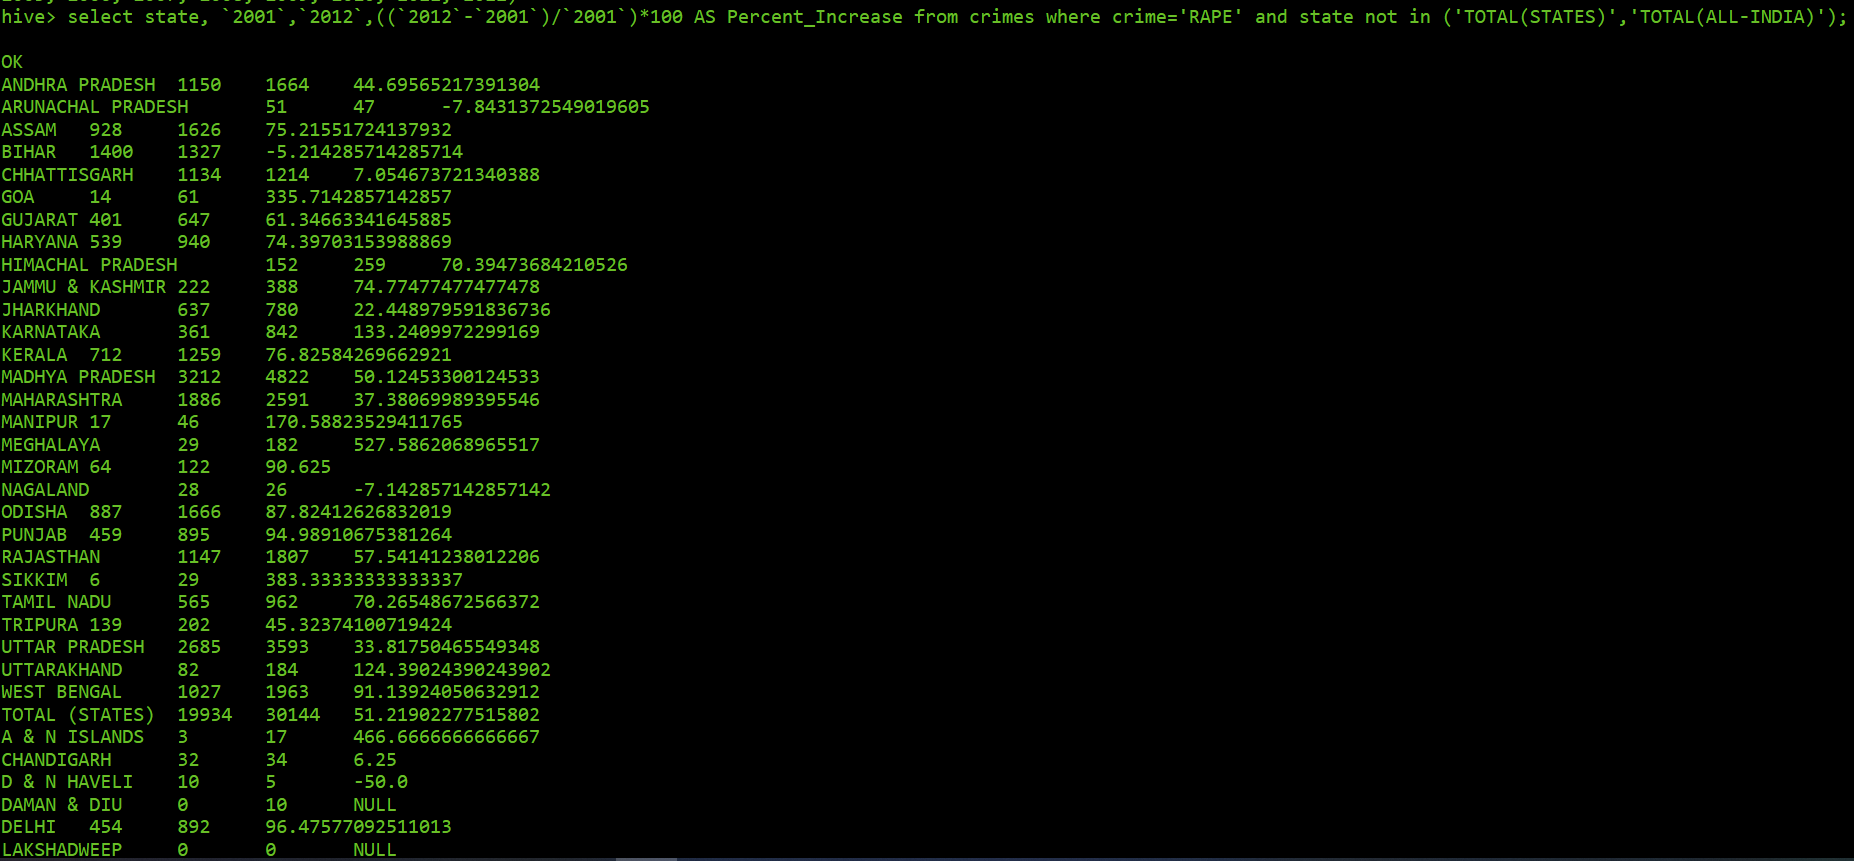 hive> select state, `2001`,`2012`,((`2012`-`2001`)/`2001`)*100 AS Percent_Increase from crimes where crime='RAPE' and state not in ('TOTAL(STATES)','TOTAL(ALL-INDIA)');
OK
ANDHRA PRADESH 1150 1664 44.69565217391304
ARUNACHAL PRADESH 51 47 -7.8431372549019605
ASSAM 928 1626 75.21551724137932
BIHAR 1400 1327 -5.214285714285714
CHHATTISGARH 1134 1214 7.054673721340388
GOA 14 61 335.7142857142857
GUJARAT 401 647 61.34663341645885
HARYANA 539 940 74.39703153988869
HIMACHAL PRADESH 152 259 70.39473684210526
JAMMU & KASHMIR 222 388 74.77477477477478
JHARKHAND 637 780 22.448979591836736
KARNATAKA 361 842 133.2409972299169
KERALA 712 1259 76.82584269662921
MADHYA PRADESH 3212 4822 50.12453300124533
MAHARASHTRA 1886 2591 37.38069989395546
MANIPUR 17 46 170.58823529411765
MEGHALAYA 29 182 527.5862068965517
MIZORAM 64 122 90.625
NAGALAND 28 26 -7.142857142857142
ODISHA 887 1666 87.82412626832019
PUNJAB 459 895 94.98910675381264
RAJASTHAN 1147 1807 57.54141238012206
SIKKIM 6 29 383.33333333333337
TAMIL NADU 565 962 70.26548672566372
TRIPURA 139 202 45.32374100719424
UTTAR PRADESH 2685 3593 33.81750465549348
UTTARAKHAND 82 184 124.39024390243902
WEST BENGAL 1027 1963 91.13924050632912
TOTAL (STATES) 19934 30144 51.21902277515802
A & N ISLANDS 3 17 466.6666666666667
CHANDIGARH 32 34 6.25
D & N HAVELI 10 5 -50.0
DAMAN & DIU 0 10 NULL
DELHI 454 892 96.47577092511013
LAKSHADWEEP 0 0 NULL